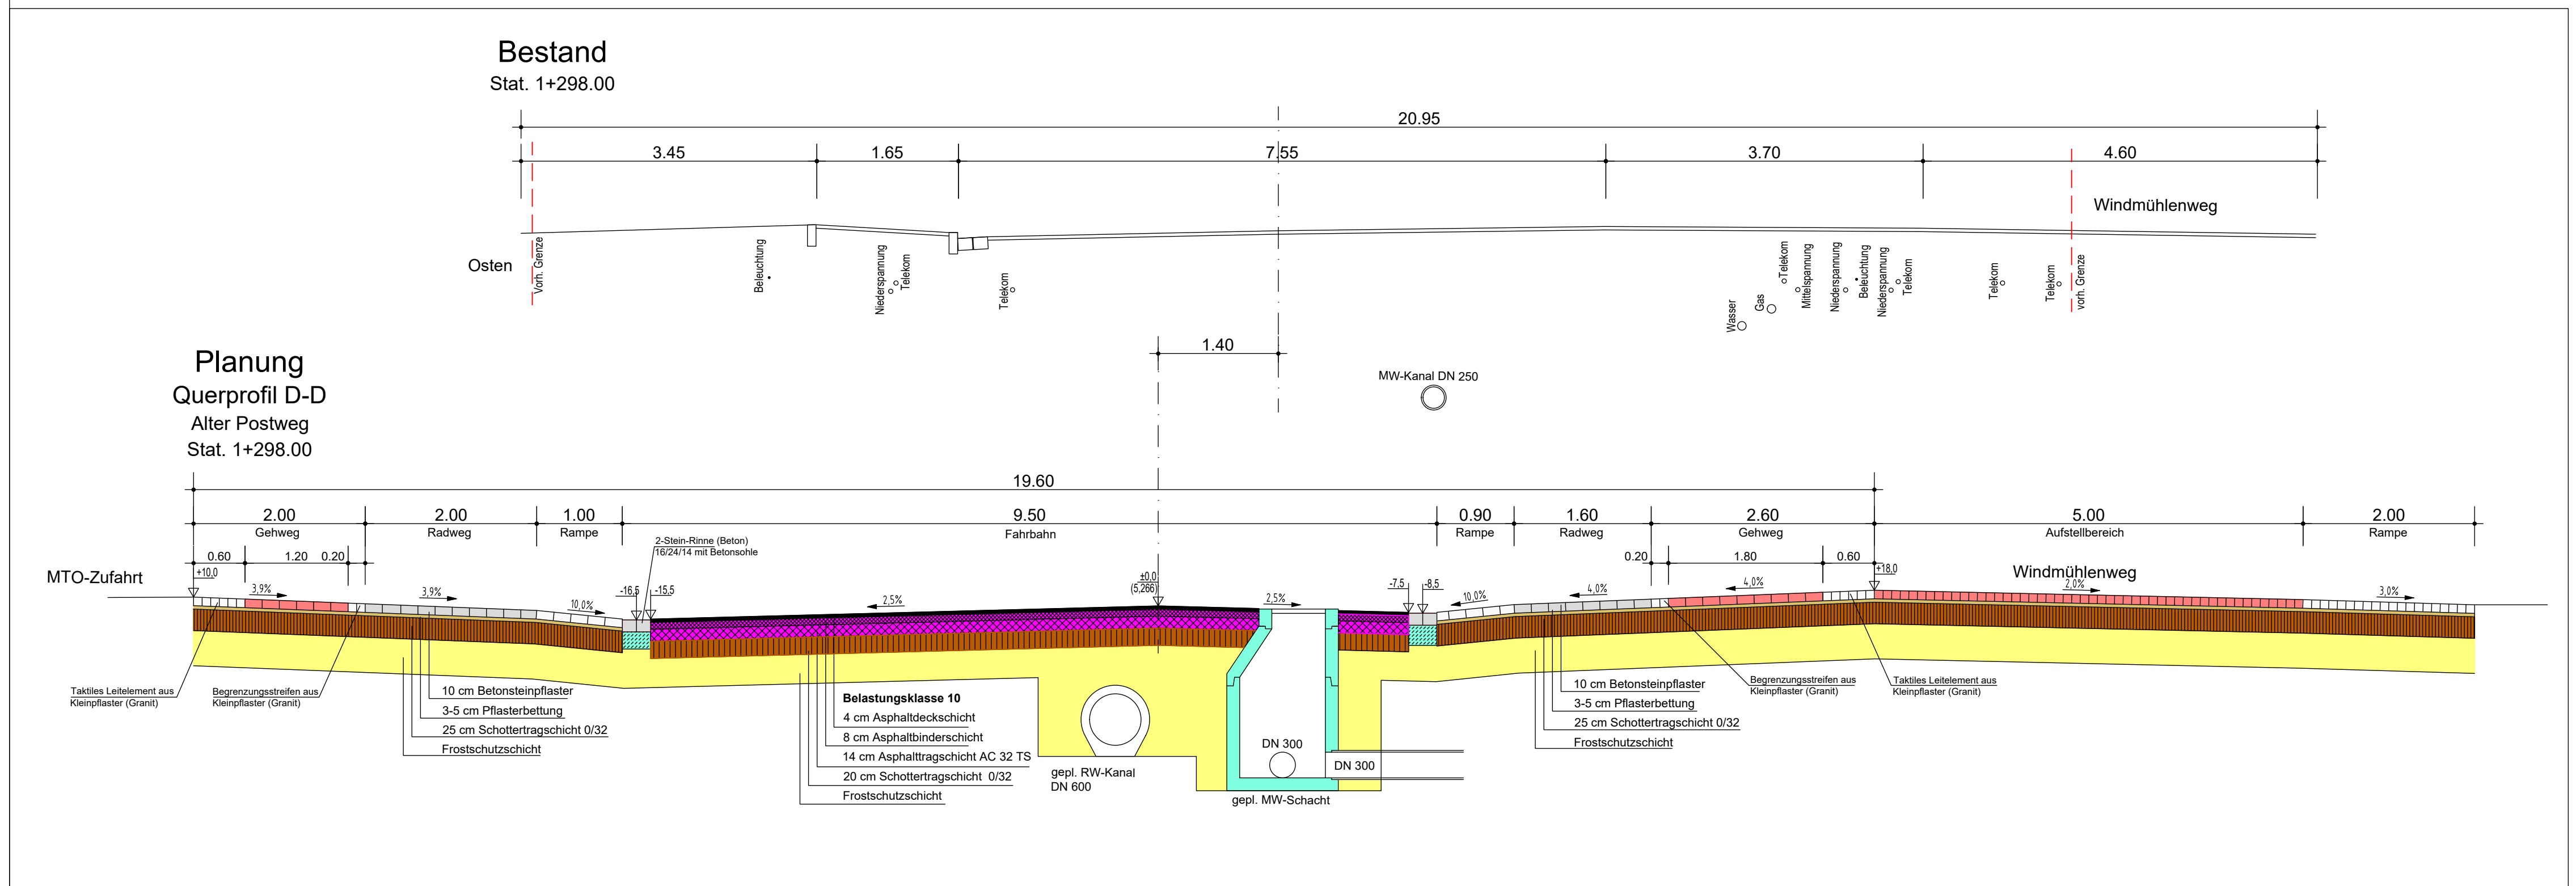 Bestand
Stat. 1+298.00
20.95
3.45
1.65
7.55
3.70
4.60
Windmühlenweg
Osten
Vorh. Grenze
Beleuchtung
Niederspannung
Telekom
Telekom
Wasser
Gas
Telekom
Mittelspannung
Niederspannung
Beleuchtung
Niederspannung
Telekom
Telekom
Telekom
vorh. Grenze
1.40
MW-Kanal DN 250
Planung
Querprofil D-D
Alter Postweg
Stat. 1+298.00
19.60
2.00
Gehweg
2.00
Radweg
1.00
Rampe
9.50
Fahrbahn
0.90
Rampe
1.60
Radweg
2.60
Gehweg
5.00
Aufstellbereich
2.00
Rampe
0.60
1.20
0.20
2-Stein-Rinne (Beton)
16/24/14 mit Betonsohle
0.20
1.80
0.60
MTO-Zufahrt
+10,0
3,9%
3,9%
10,0%
-16,5
-15,5
2,5%
±0,0
(5,266)
2,5%
-7,5
-8,5
10,0%
4,0%
4,0%
+18,0
Windmühlenweg
2,0%
3,0%
Taktiles Leitelement aus
Kleinpflaster (Granit)
Begrenzungsstreifen aus
Kleinpflaster (Granit)
10 cm Betonsteinpflaster
3-5 cm Pflasterbettung
25 cm Schottertragschicht 0/32
Frostschutzschicht
Belastungsklasse 10
4 cm Asphaltdeckschicht
8 cm Asphaltbinderschicht
14 cm Asphalttragschicht AC 32 TS
20 cm Schottertragschicht 0/32
Frostschutzschicht
gepl. RW-Kanal
DN 600
DN 300
DN 300
gepl. MW-Schacht
10 cm Betonsteinpflaster
3-5 cm Pflasterbettung
25 cm Schottertragschicht 0/32
Frostschutzschicht
Begrenzungsstreifen aus
Kleinpflaster (Granit)
Taktiles Leitelement aus
Kleinpflaster (Granit)